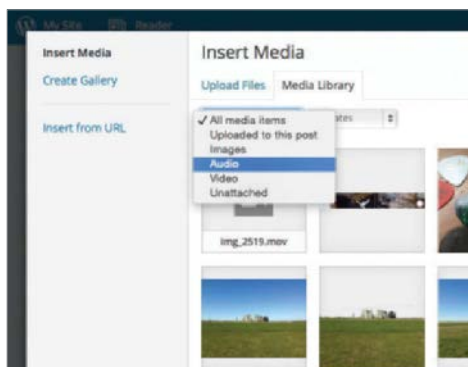 My Site Reader
Insert Media
Create Gallery
Insert from URL
Insert Media
Upload Files Media Library
✓ All media items
Uploaded to this post
Images
Audio
Video
Unattached
img_2519.mov